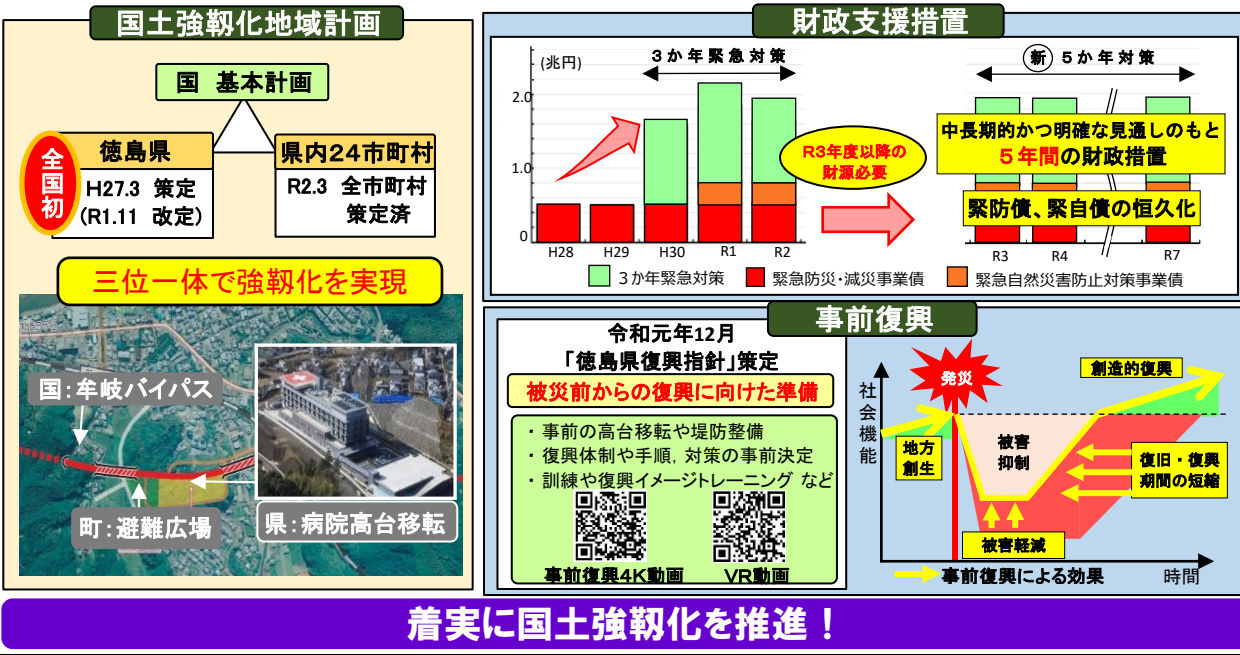 国土強靱化地域計画
国 基本計画
全国初
徳島県
H27.3 策定
(R1.11 改定)
県内24市町村
R2.3 全市町村
策定済
三位一体で強靱化を実現
国:牟岐バイパス
町:避難広場
県:病院高台移転
財政支援措置
(兆円)
2.0
1.0
0
3か年緊急対策
H28
H29
H30
R1
R2
R3年度以降の
財源必要
新 5か年対策
中長期的かつ明確な見通しのもと
5年間の財政措置
緊防債、緊自債の恒久化
R3
R4
R7
3か年緊急対策
緊急防災・減災事業債
緊急自然災害防止対策事業債
事前復興
令和元年12月
「徳島県復興指針」策定
被災前からの復興に向けた準備
・事前の高台移転や堤防整備
・復興体制や手順,対策の事前決定
・訓練や復興イメージトレーニング など
事前復興4K動画
VR動画
社会機能
発災
創造的復興
地方
創生
被害
抑制
復旧・復興
期間の短縮
被害軽減
事前復興による効果
時間
着実に国土強靱化を推進!